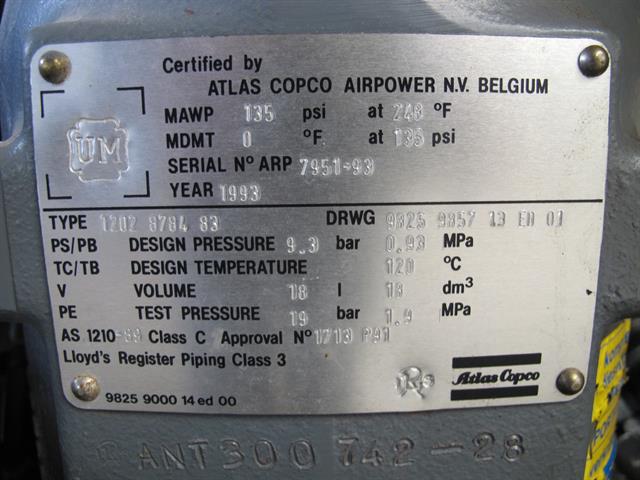 Certified by
ATLAS COPCO AIRPOWER N.V. BELGIUM
UM
MAWP 135 psi at 248 °F
MDMT 0 °F. at 135 psi
SERIAL N° ARP 7951-93
YEAR 1993
TYPE 1202 8784 83 DRWG 9825 9857 13 ED 01
PS/PB DESIGN PRESSURE 9.3 bar 0.93 MPa
TC/TB DESIGN TEMPERATURE 120 °C
V VOLUME 18 l 18 dm³
PE TEST PRESSURE 19 bar 1.9 MPa
AS 1210-89 Class C Approval N° 1713 P91
Lloyd's Register Piping Class 3
Atlas Copco
9825 9000 14 ed 00
ANT300 742-28